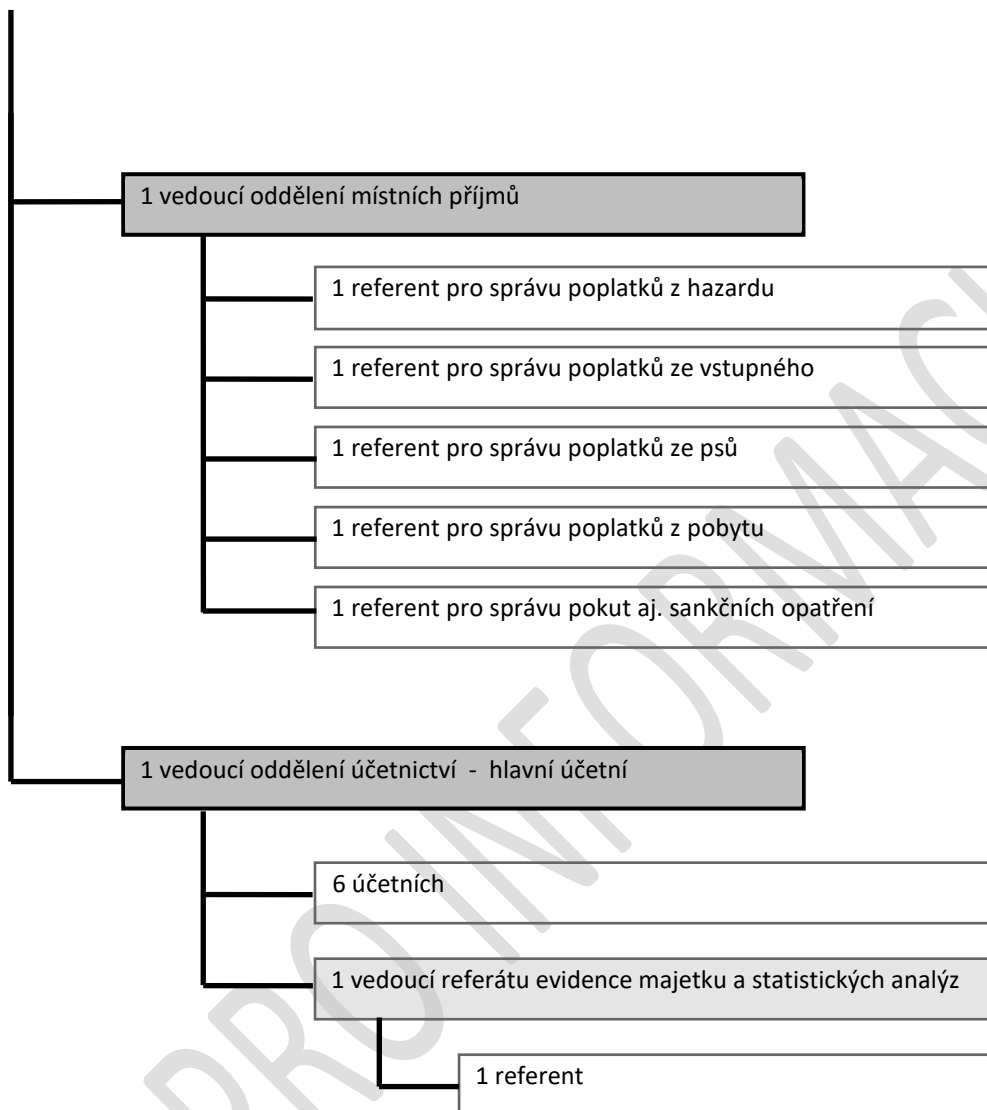 1 vedoucí oddělení místních příjmů
1 referent pro správu poplatků z hazardu
1 referent pro správu poplatků ze vstupného
1 referent pro správu poplatků ze psů
1 referent pro správu poplatků z pobytu
1 referent pro správu pokut aj. sankčních opatření
1 vedoucí oddělení účetnictví - hlavní účetní
6 účetních
1 vedoucí referátu evidence majetku a statistických analýz
1 referent
PRO INFORMAC